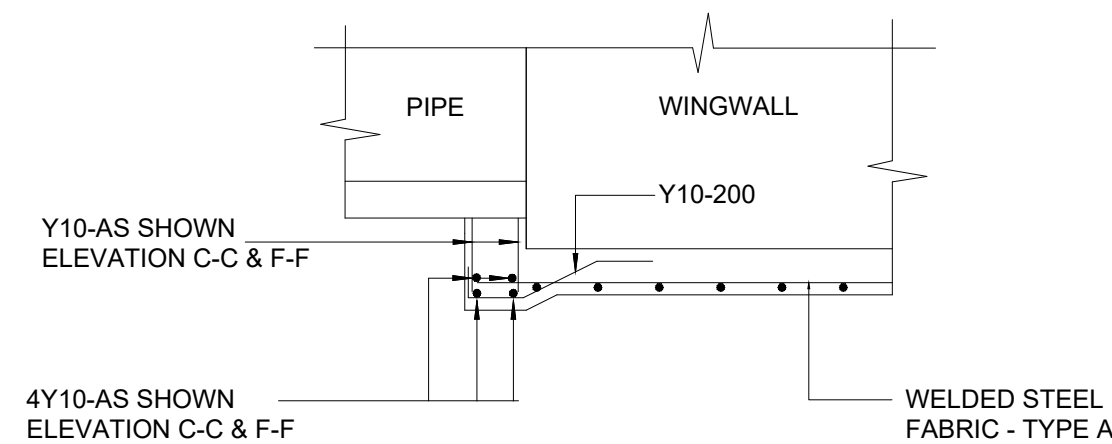 PIPE
WINGWALL
Y10-200
Y10-AS SHOWN
ELEVATION C-C & F-F
4Y10-AS SHOWN
ELEVATION C-C & F-F
WELDED STEEL
FABRIC - TYPE A